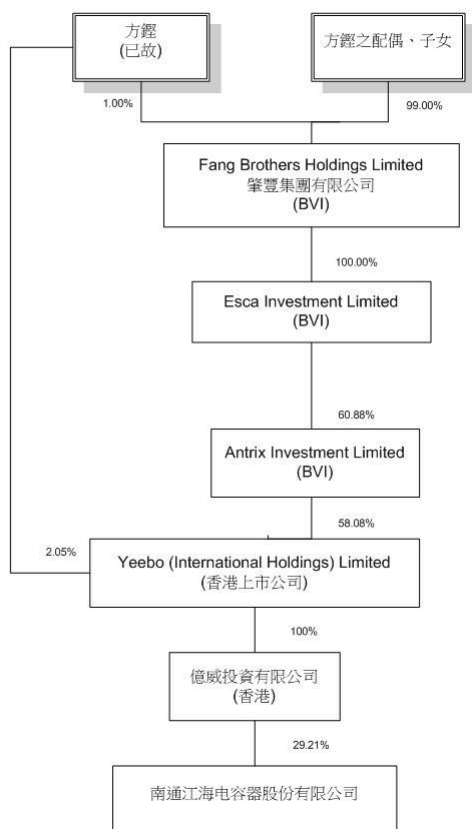 方鏗
(已故)
方鏗之配偶、子女
1.00%
99.00%
Fang Brothers Holdings Limited
肇豐集團有限公司
(BVI)
100.00%
Esca Investment Limited
(BVI)
60.88%
Antrix Investment Limited
(BVI)
58.08%
2.05%
Yeebo (International Holdings) Limited
(香港上市公司)
100%
億威投資有限公司
(香港)
29.21%
南通江海电容器股份有限公司